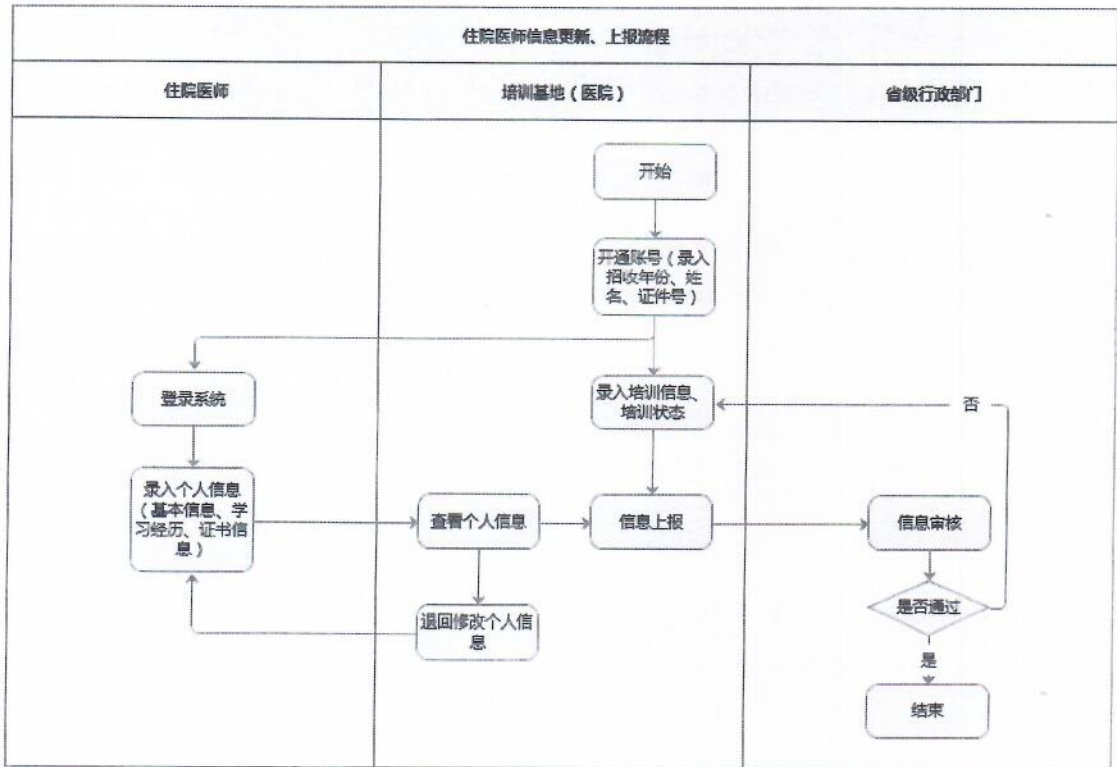 住院医师信息更新、上报流程
住院医师
培训基地（医院）
省级行政部门
开始
开通账号（录入
招收年份、姓
名、证件号）
登录系统
录入培训信息、
培训状态
否
录入个人信息
（基本信息、学
习经历、证书信
息）
查看个人信息
信息上报
信息审核
退回修改个人信
息
是否通过
是
结束